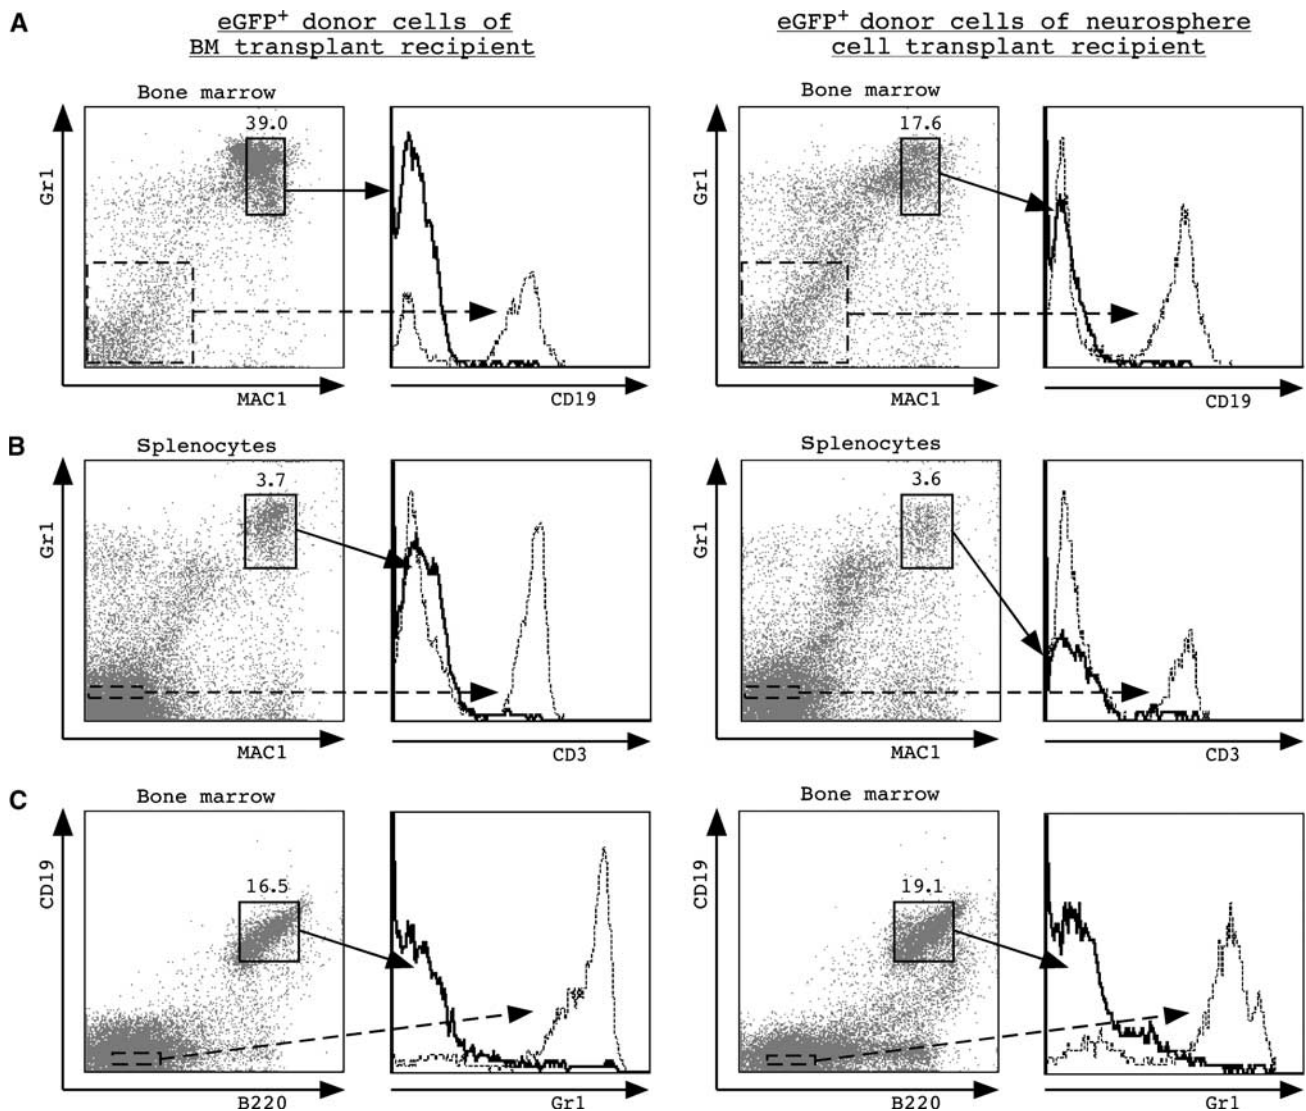 A
eGFP+ donor cells of
BM transplant recipient
eGFP+ donor cells of neurosphere
cell transplant recipient
Bone marrow
39.0
Gr1
MAC1
CD19
Bone marrow
17.6
Gr1
MAC1
CD19
B
Splenocytes
3.7
Gr1
MAC1
CD3
Splenocytes
3.6
Gr1
MAC1
CD3
C
Bone marrow
16.5
CD19
B220
Gr1
Bone marrow
19.1
CD19
B220
Gr1